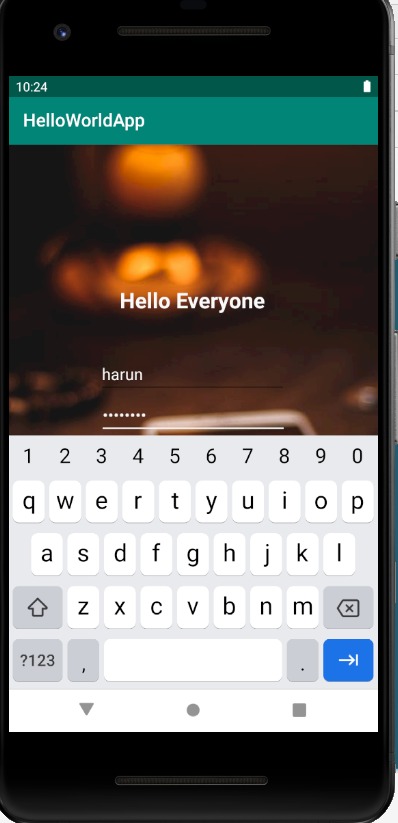 10:24
HelloWorldApp
Hello Everyone
harun
••••••••
1 2 3 4 5 6 7 8 9 0
q w e r t y u i o p
a s d f g h j k l
z x c v b n m
?123 , .